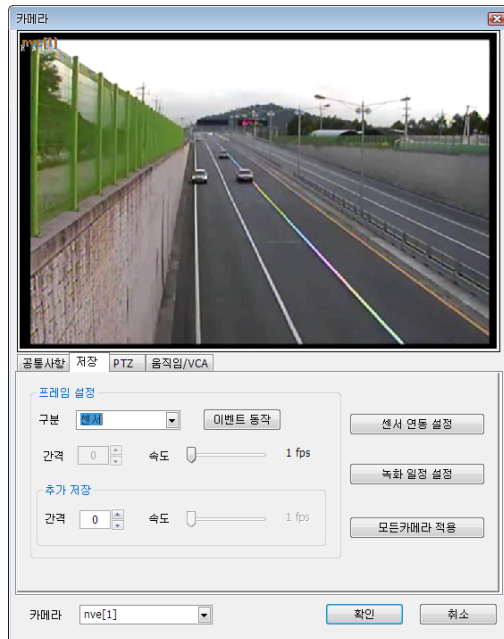 카메라
nve[1]
공통사항 저장 PTZ 움직임/VCA
프레임 설정
구분 센서 이벤트 동작 센서 연동 설정
간격 0 속도 1 fps
녹화 일정 설정
추가 저장
간격 0 속도 1 fps 모든카메라 적용
카메라 nve[1] 확인 취소